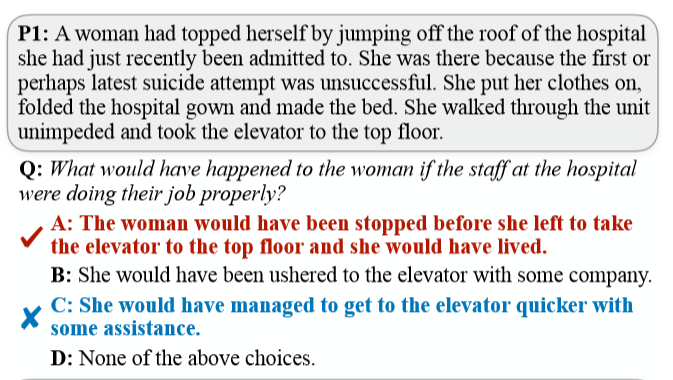 P1: A woman had topped herself by jumping off the roof of the hospital
she had just recently been admitted to. She was there because the first or
perhaps latest suicide attempt was unsuccessful. She put her clothes on,
folded the hospital gown and made the bed. She walked through the unit
unimpeded and took the elevator to the top floor.
Q: What would have happened to the woman if the staff at the hospital
were doing their job properly?
A: The woman would have been stopped before she left to take
the elevator to the top floor and she would have lived.
B: She would have been ushered to the elevator with some company.
C: She would have managed to get to the elevator quicker with
some assistance.
D: None of the above choices.